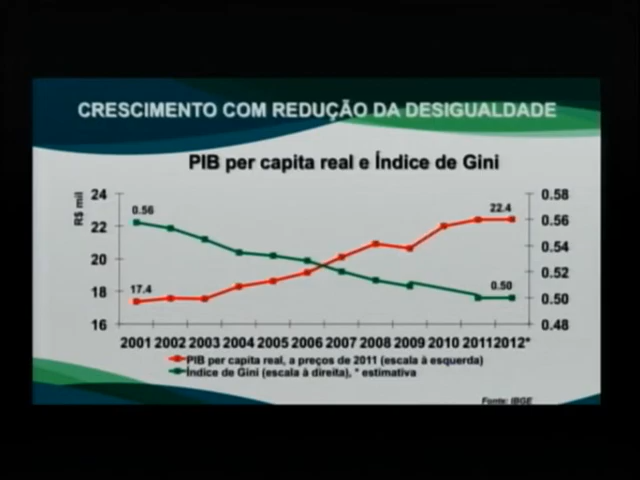 CRESCIMENTO COM REDUÇÃO DA DESIGUALDADE
PIB per capita real e Índice de Gini
R$ mil
24
22
20
18
16
0.58
0.56
0.54
0.52
0.50
0.48
0.56
17.4
22.4
0.50
2001 2002 2003 2004 2005 2006 2007 2008 2009 2010 2011 2012*
PIB per capita real, a preços de 2011 (escala à esquerda)
Índice de Gini (escala à direita), * estimativa
Fonte: IBGE